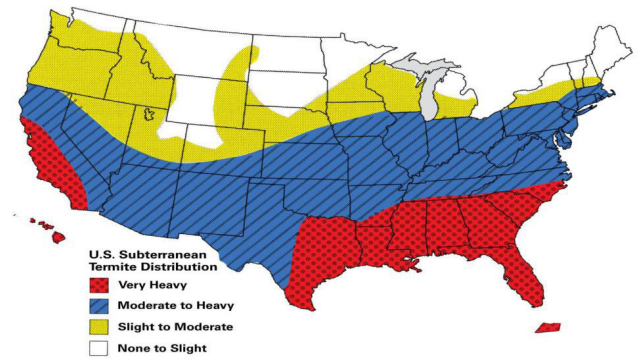 U.S. Subterranean
Termite Distribution
Very Heavy
Moderate to Heavy
Slight to Moderate
None to Slight